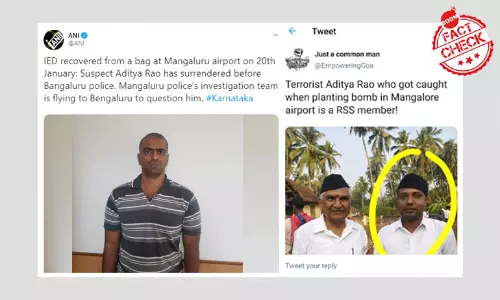 ANI
@ANI
IED recovered from a bag at Mangaluru airport on 20th
January: Suspect Aditya Rao has surrendered before
Bengaluru police. Mangaluru police's investigation team
is flying to Bengaluru to question him. #Karnataka
Tweet
Just a common man
@EmpoweringGoa
Terrorist Aditya Rao who got caught
when planting bomb in Mangalore
airport is a RSS member!
Tweet your reply
BOOM
FACT
CHECK